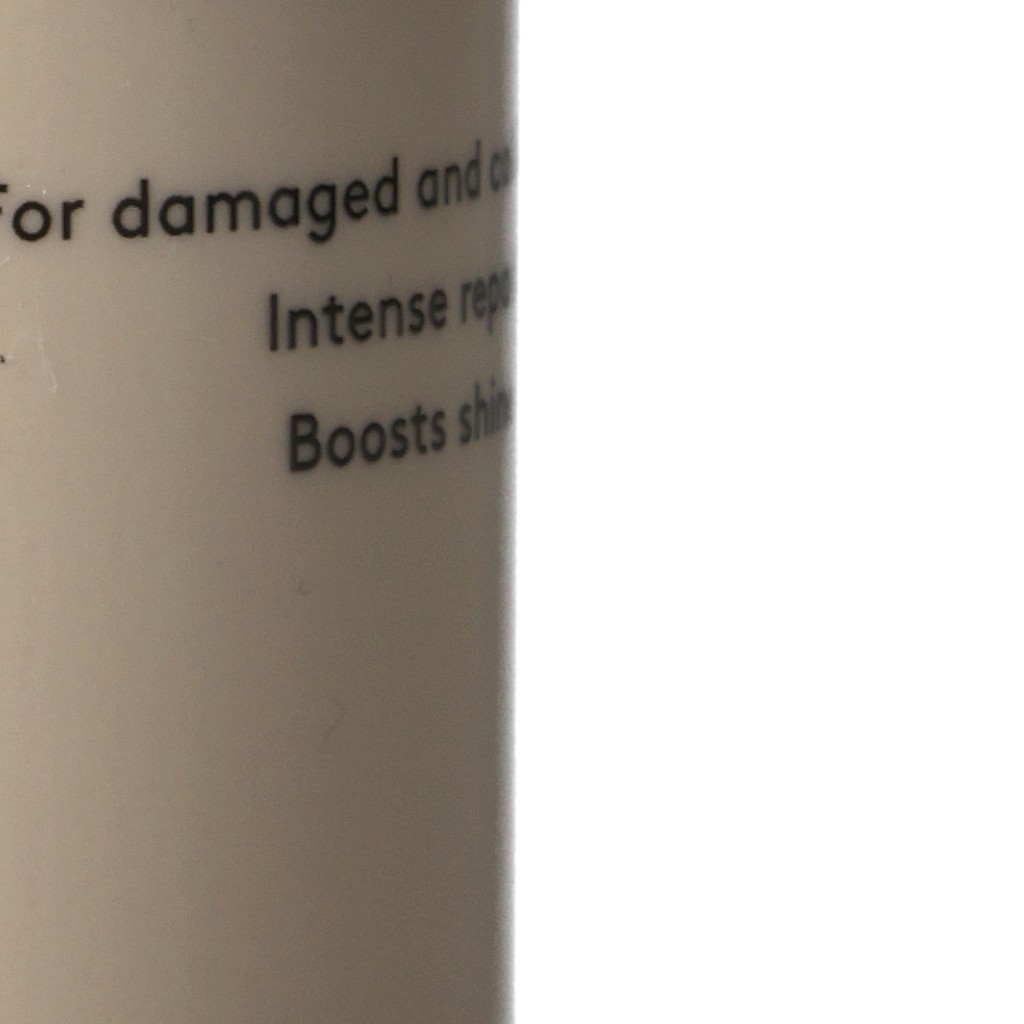 For damaged and
Intense
Boosts